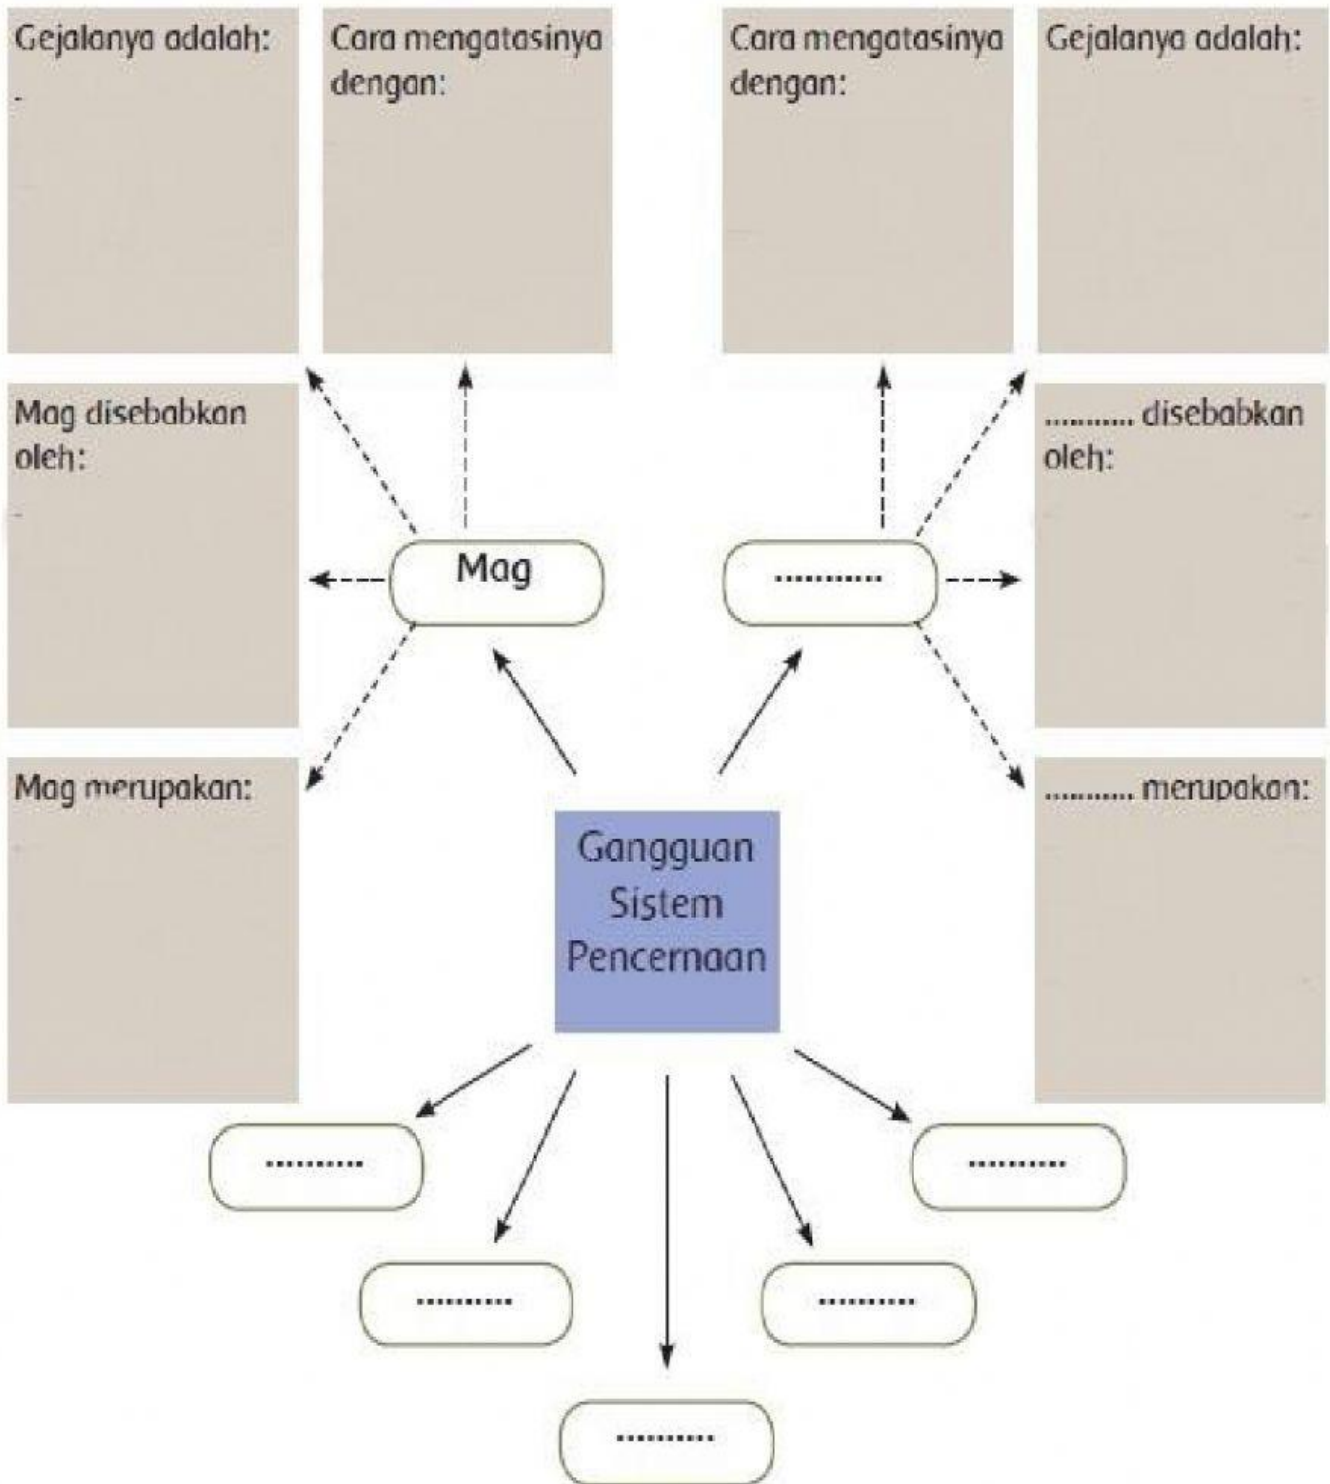 Gejalanya adalah:
-
Cara mengatasinya
dengan:
Cara mengatasinya
dengan:
Gejalanya adalah:
Mag disebabkan
oleh:
-
........... disebabkan
oleh:
Mag
...........
Mag merupakan:
........... merupakan:
Gangguan
Sistem
Pencernaan
..........
..........
..........
..........
..........